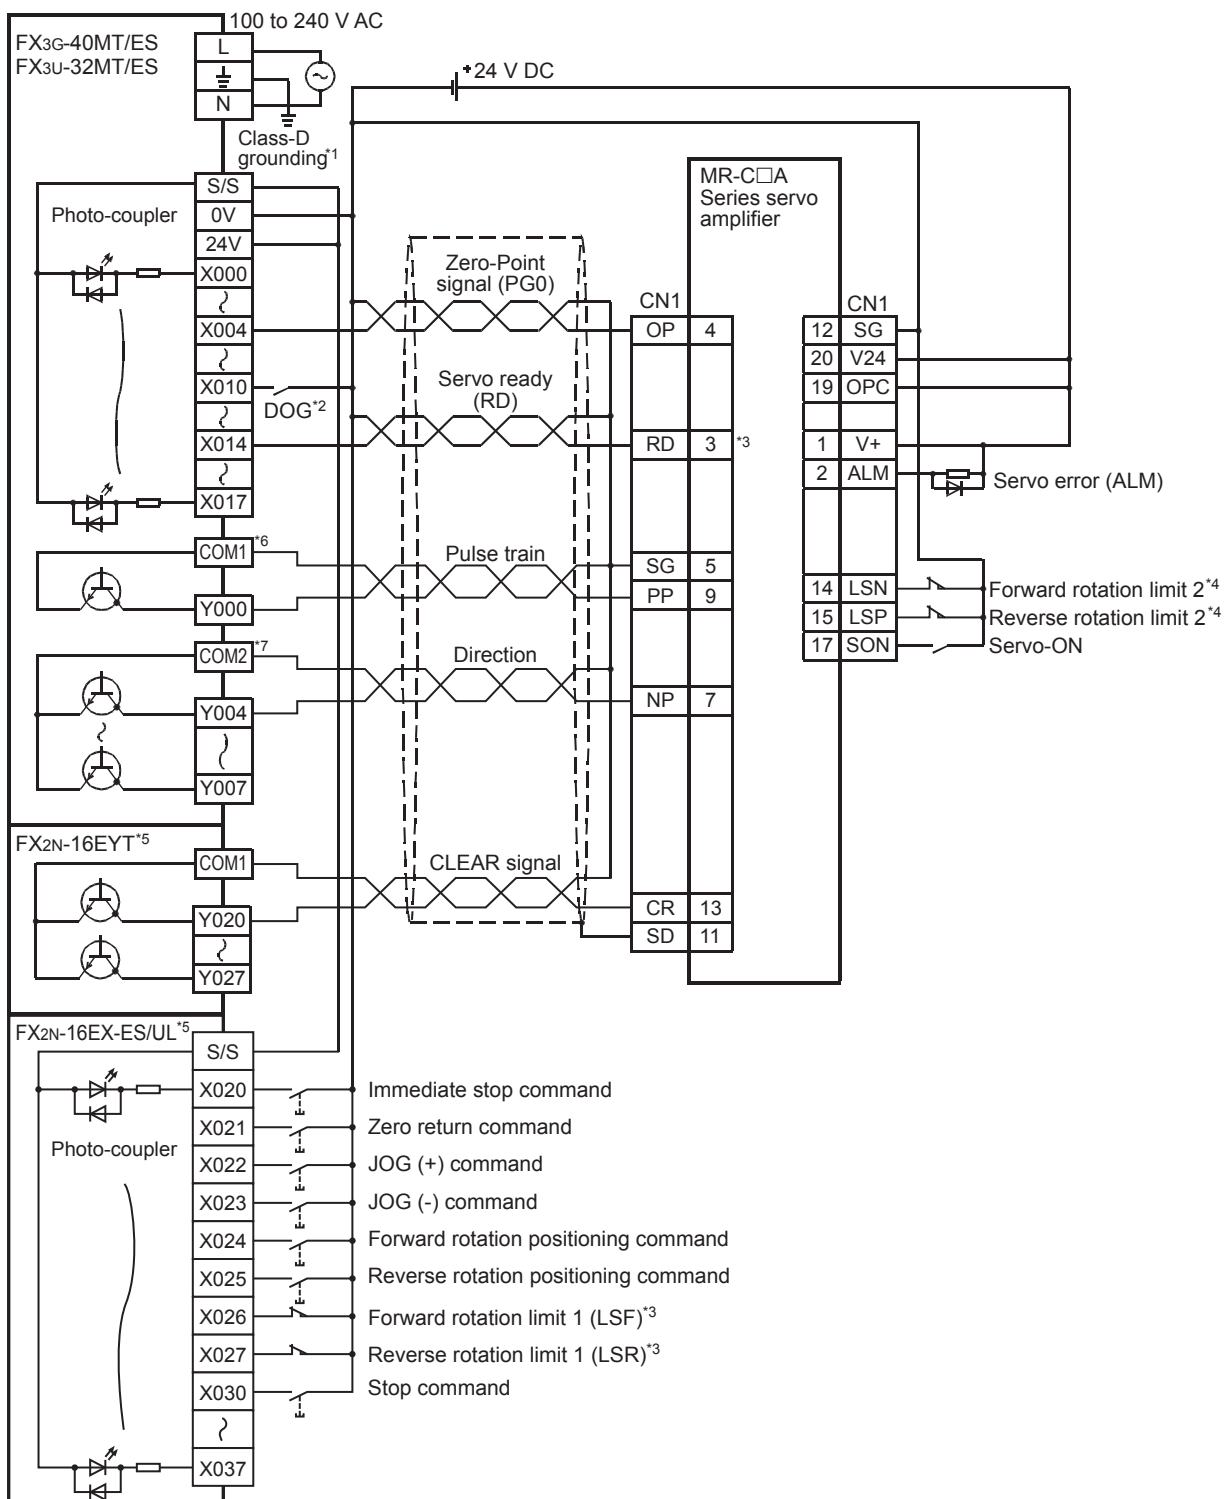 100 to 240 V AC
FX3G-40MT/ES
FX3U-32MT/ES
L
N
+24 V DC
Class-D
grounding*1
S/S
0V
24V
X000
X004
X010
X014
X017
Photo-coupler
DOG*2
COM1*6
Y000
COM2*7
Y004
Y007
Zero-Point
signal (PG0)
Servo ready
(RD)
Pulse train
Direction
CLEAR signal
MR-C□A
Series servo
amplifier
CN1
OP 4
RD 3 *3
SG 5
PP 9
NP 7
CR 13
SD 11
CN1
12 SG
20 V24
19 OPC
1 V+
2 ALM
Servo error (ALM)
14 LSN Forward rotation limit 2*4
15 LSP Reverse rotation limit 2*4
17 SON Servo-ON
FX2N-16EYT*5
COM1
Y020
Y027
FX2N-16EX-ES/UL*5
S/S
Photo-coupler
X020 Immediate stop command
X021 Zero return command
X022 JOG (+) command
X023 JOG (-) command
X024 Forward rotation positioning command
X025 Reverse rotation positioning command
X026 Forward rotation limit 1 (LSF)*3
X027 Reverse rotation limit 1 (LSR)*3
X030 Stop command
X037